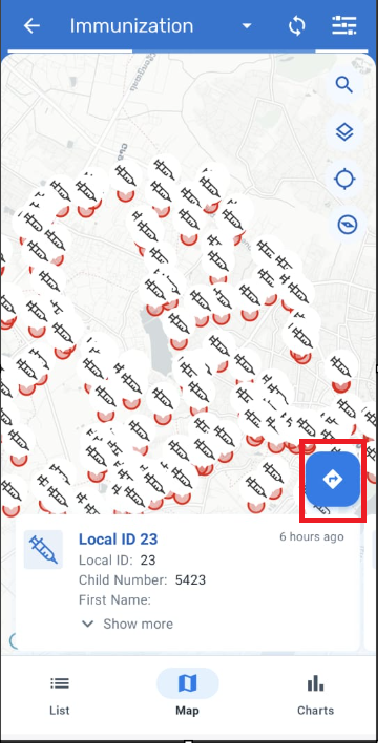 Immunization
Local ID 23
6 hours ago
Local ID: 23
Child Number: 5423
First Name:
Show more
List
Map
Charts